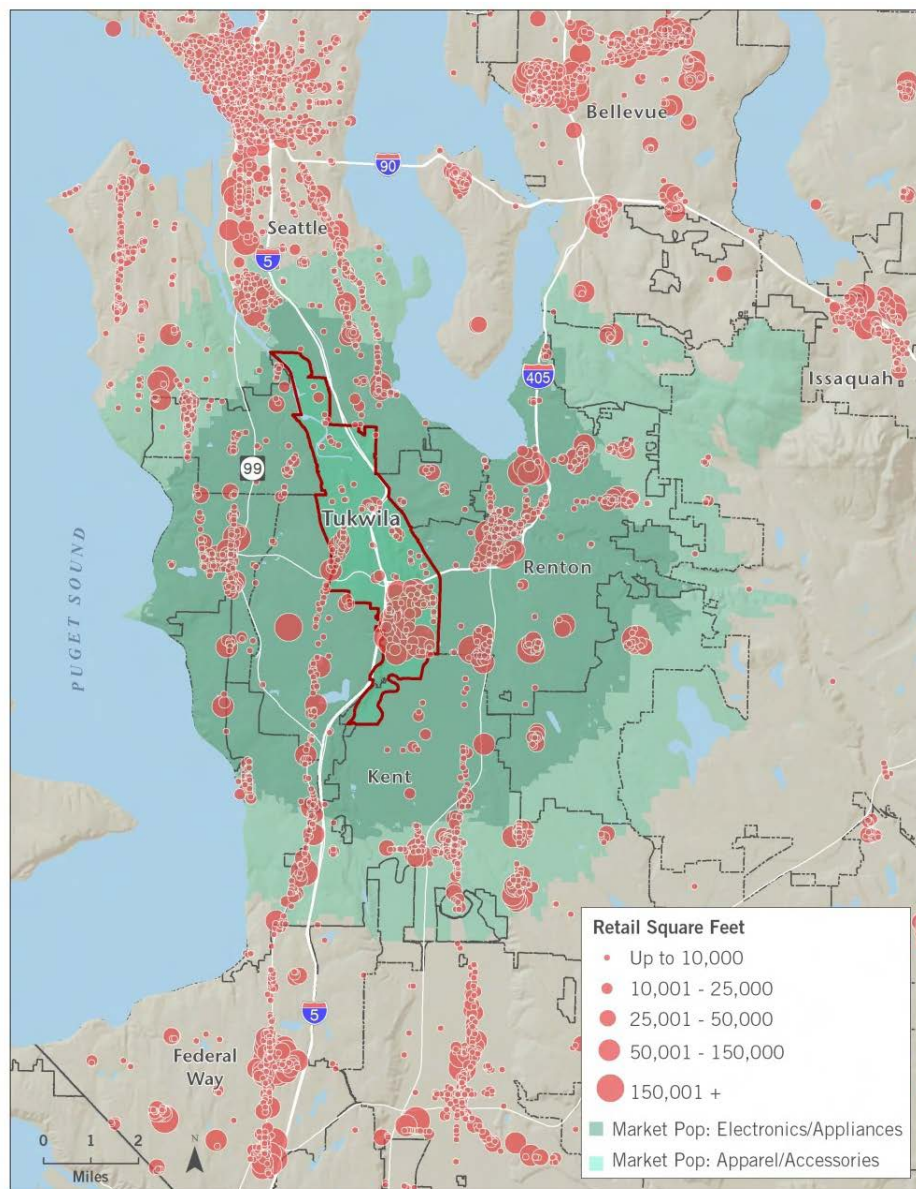 Bellevue
90
Seattle
5
405
Issaquah
99
Tukwila
Renton
PUGET SOUND
Kent
5
Federal
Way
0 1 2
Miles
N
Retail Square Feet
Up to 10,000
10,001 - 25,000
25,001 - 50,000
50,001 - 150,000
150,001 +
Market Pop: Electronics/Appliances
Market Pop: Apparel/Accessories